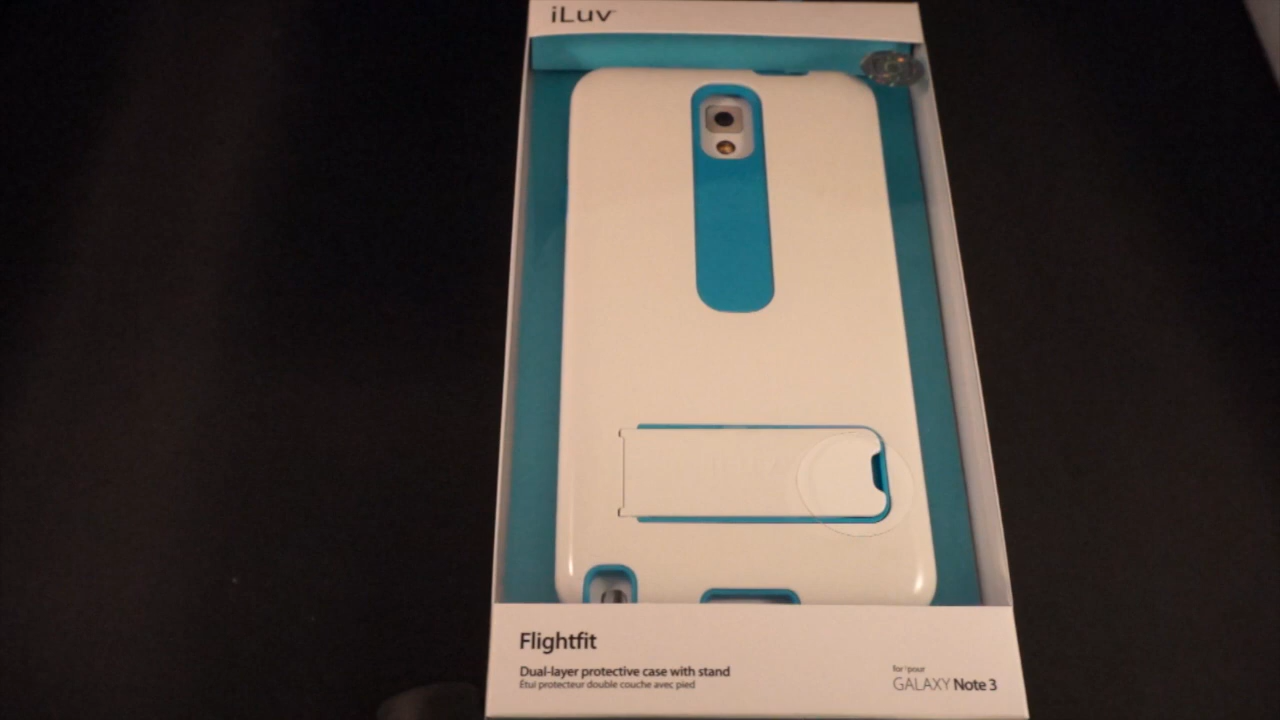 iLuv
Flightfit
Dual-layer protective case with stand
Étui protecteur double couche avec pied
for/pour
GALAXY Note 3